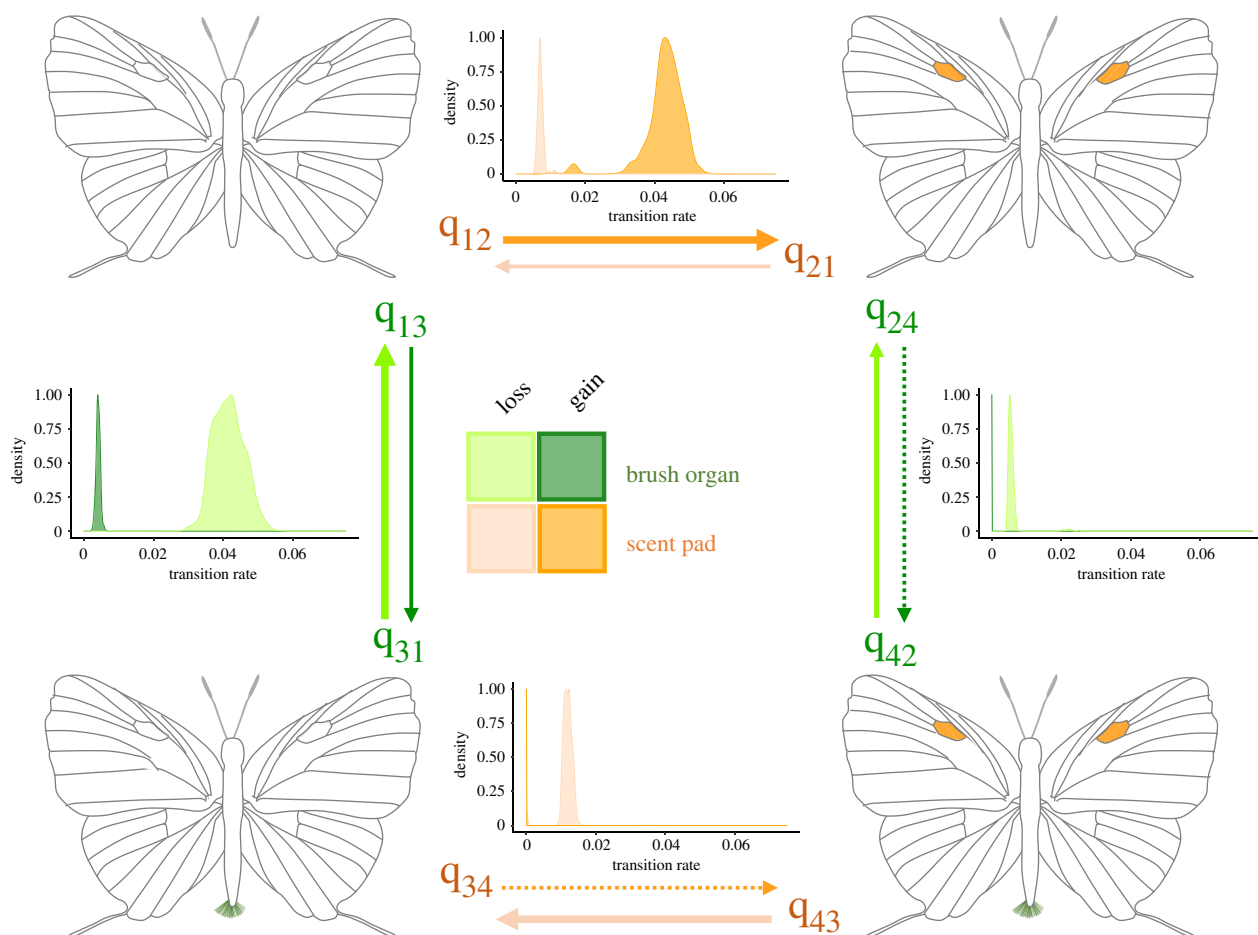 1.00
0.75
0.50
0.25
0
density
0 0.02 0.04 0.06
transition rate
q12
q21
q13
q24
1.00
0.75
0.50
0.25
0
density
0 0.02 0.04 0.06
transition rate
loss gain
brush organ
scent pad
1.00
0.75
0.50
0.25
0
density
0 0.02 0.04 0.06
transition rate
q31
q42
1.00
0.75
0.50
0.25
0
density
0 0.02 0.04 0.06
transition rate
q34
q43